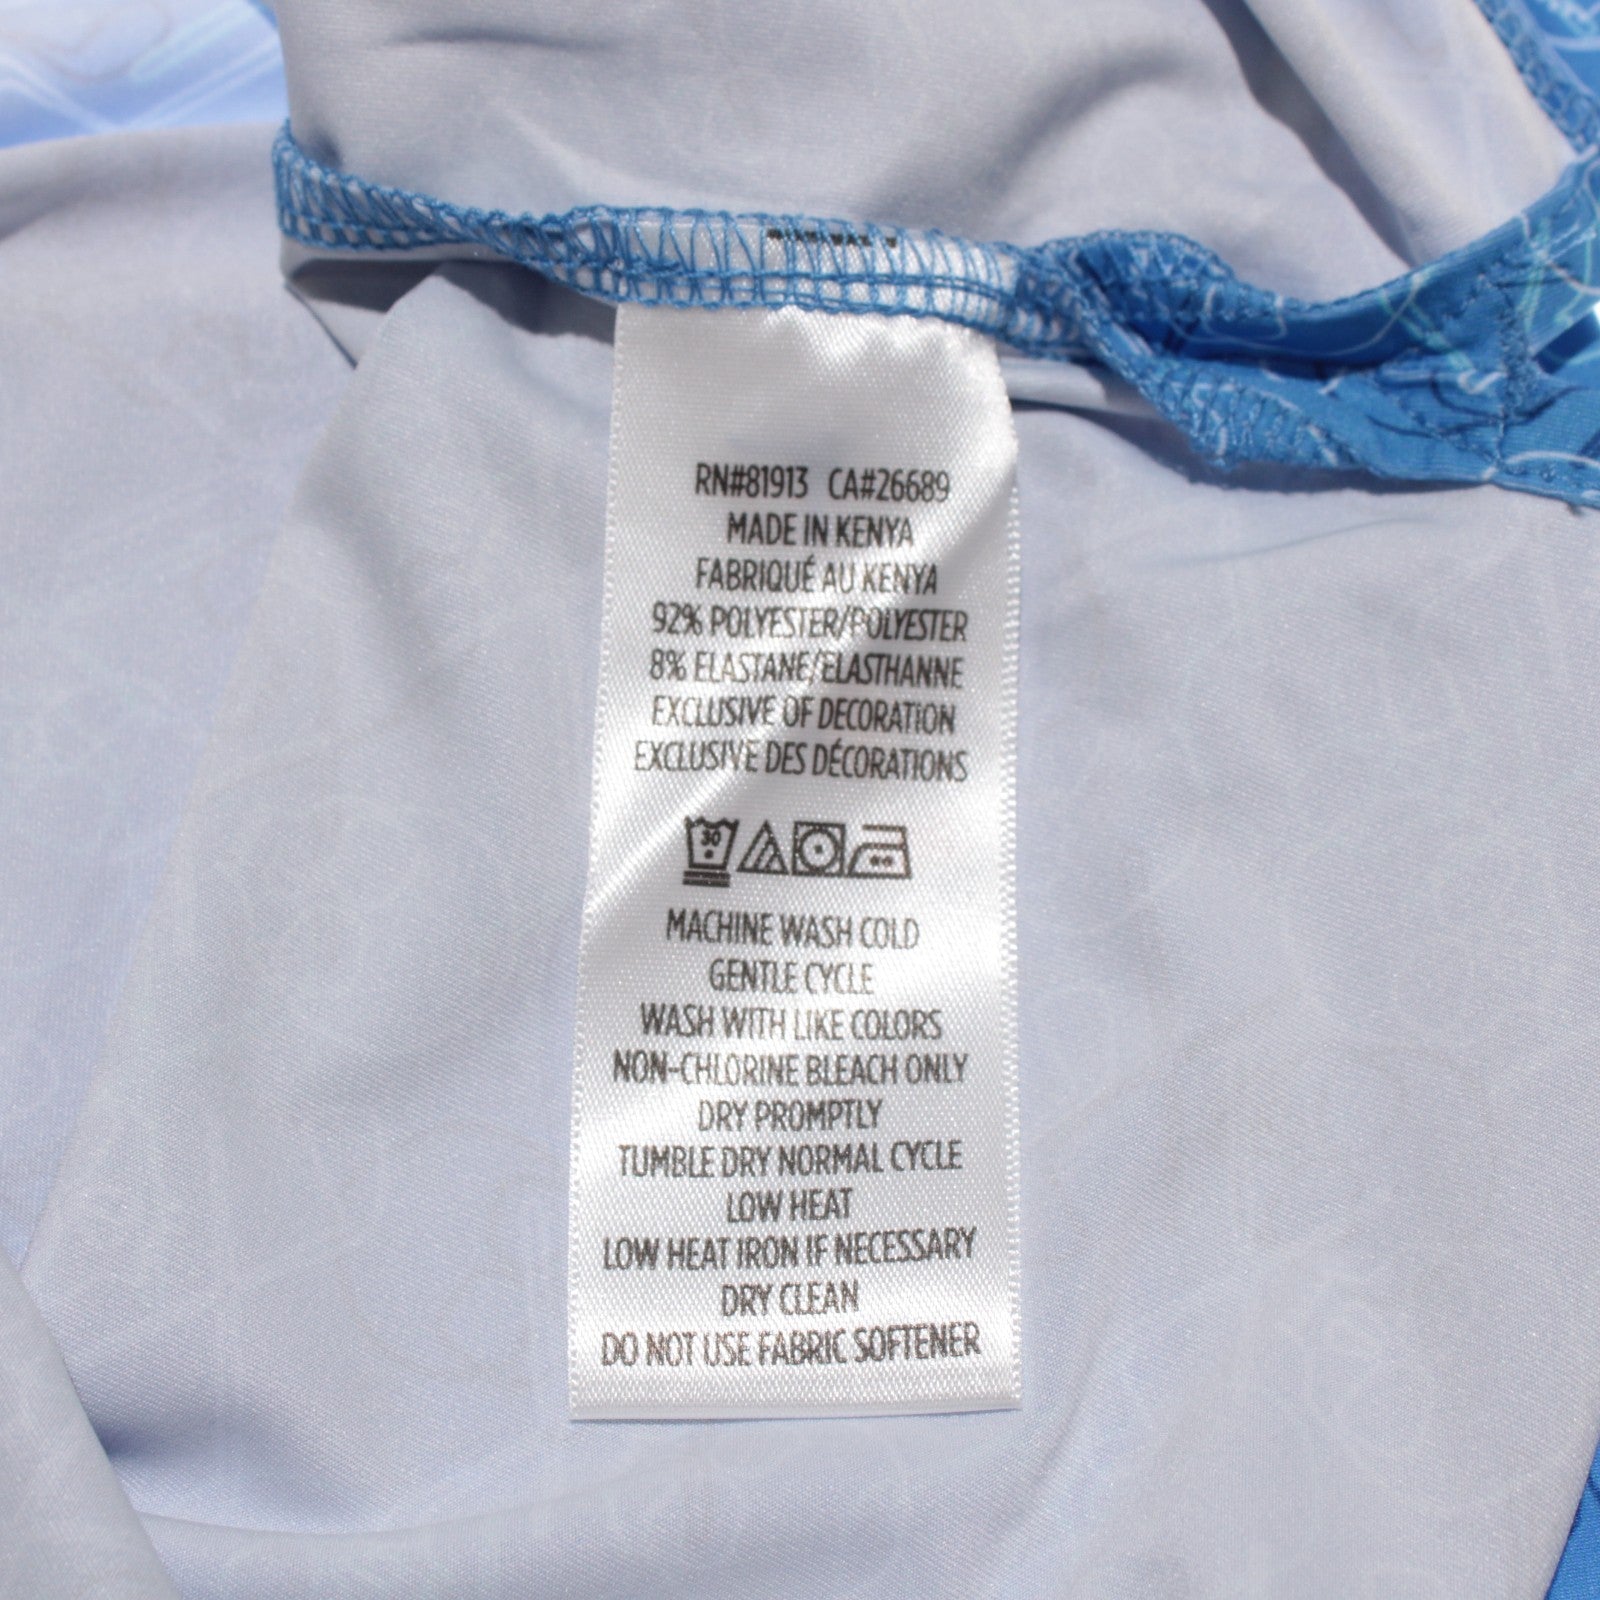 RN#81913 CA#26689
MADE IN KENYA
FABRIQUÉ AU KENYA
92% POLYESTER/POLYESTER
8% ELASTANE/ELASTHANNE
EXCLUSIVE OF DECORATION
EXCLUSIVE DES DÉCORATIONS
30
MACHINE WASH COLD
GENTLE CYCLE
WASH WITH LIKE COLORS
NON-CHLORINE BLEACH ONLY
DRY PROMPTLY
TUMBLE DRY NORMAL CYCLE
LOW HEAT
LOW HEAT IRON IF NECESSARY
DRY CLEAN
DO NOT USE FABRIC SOFTENER